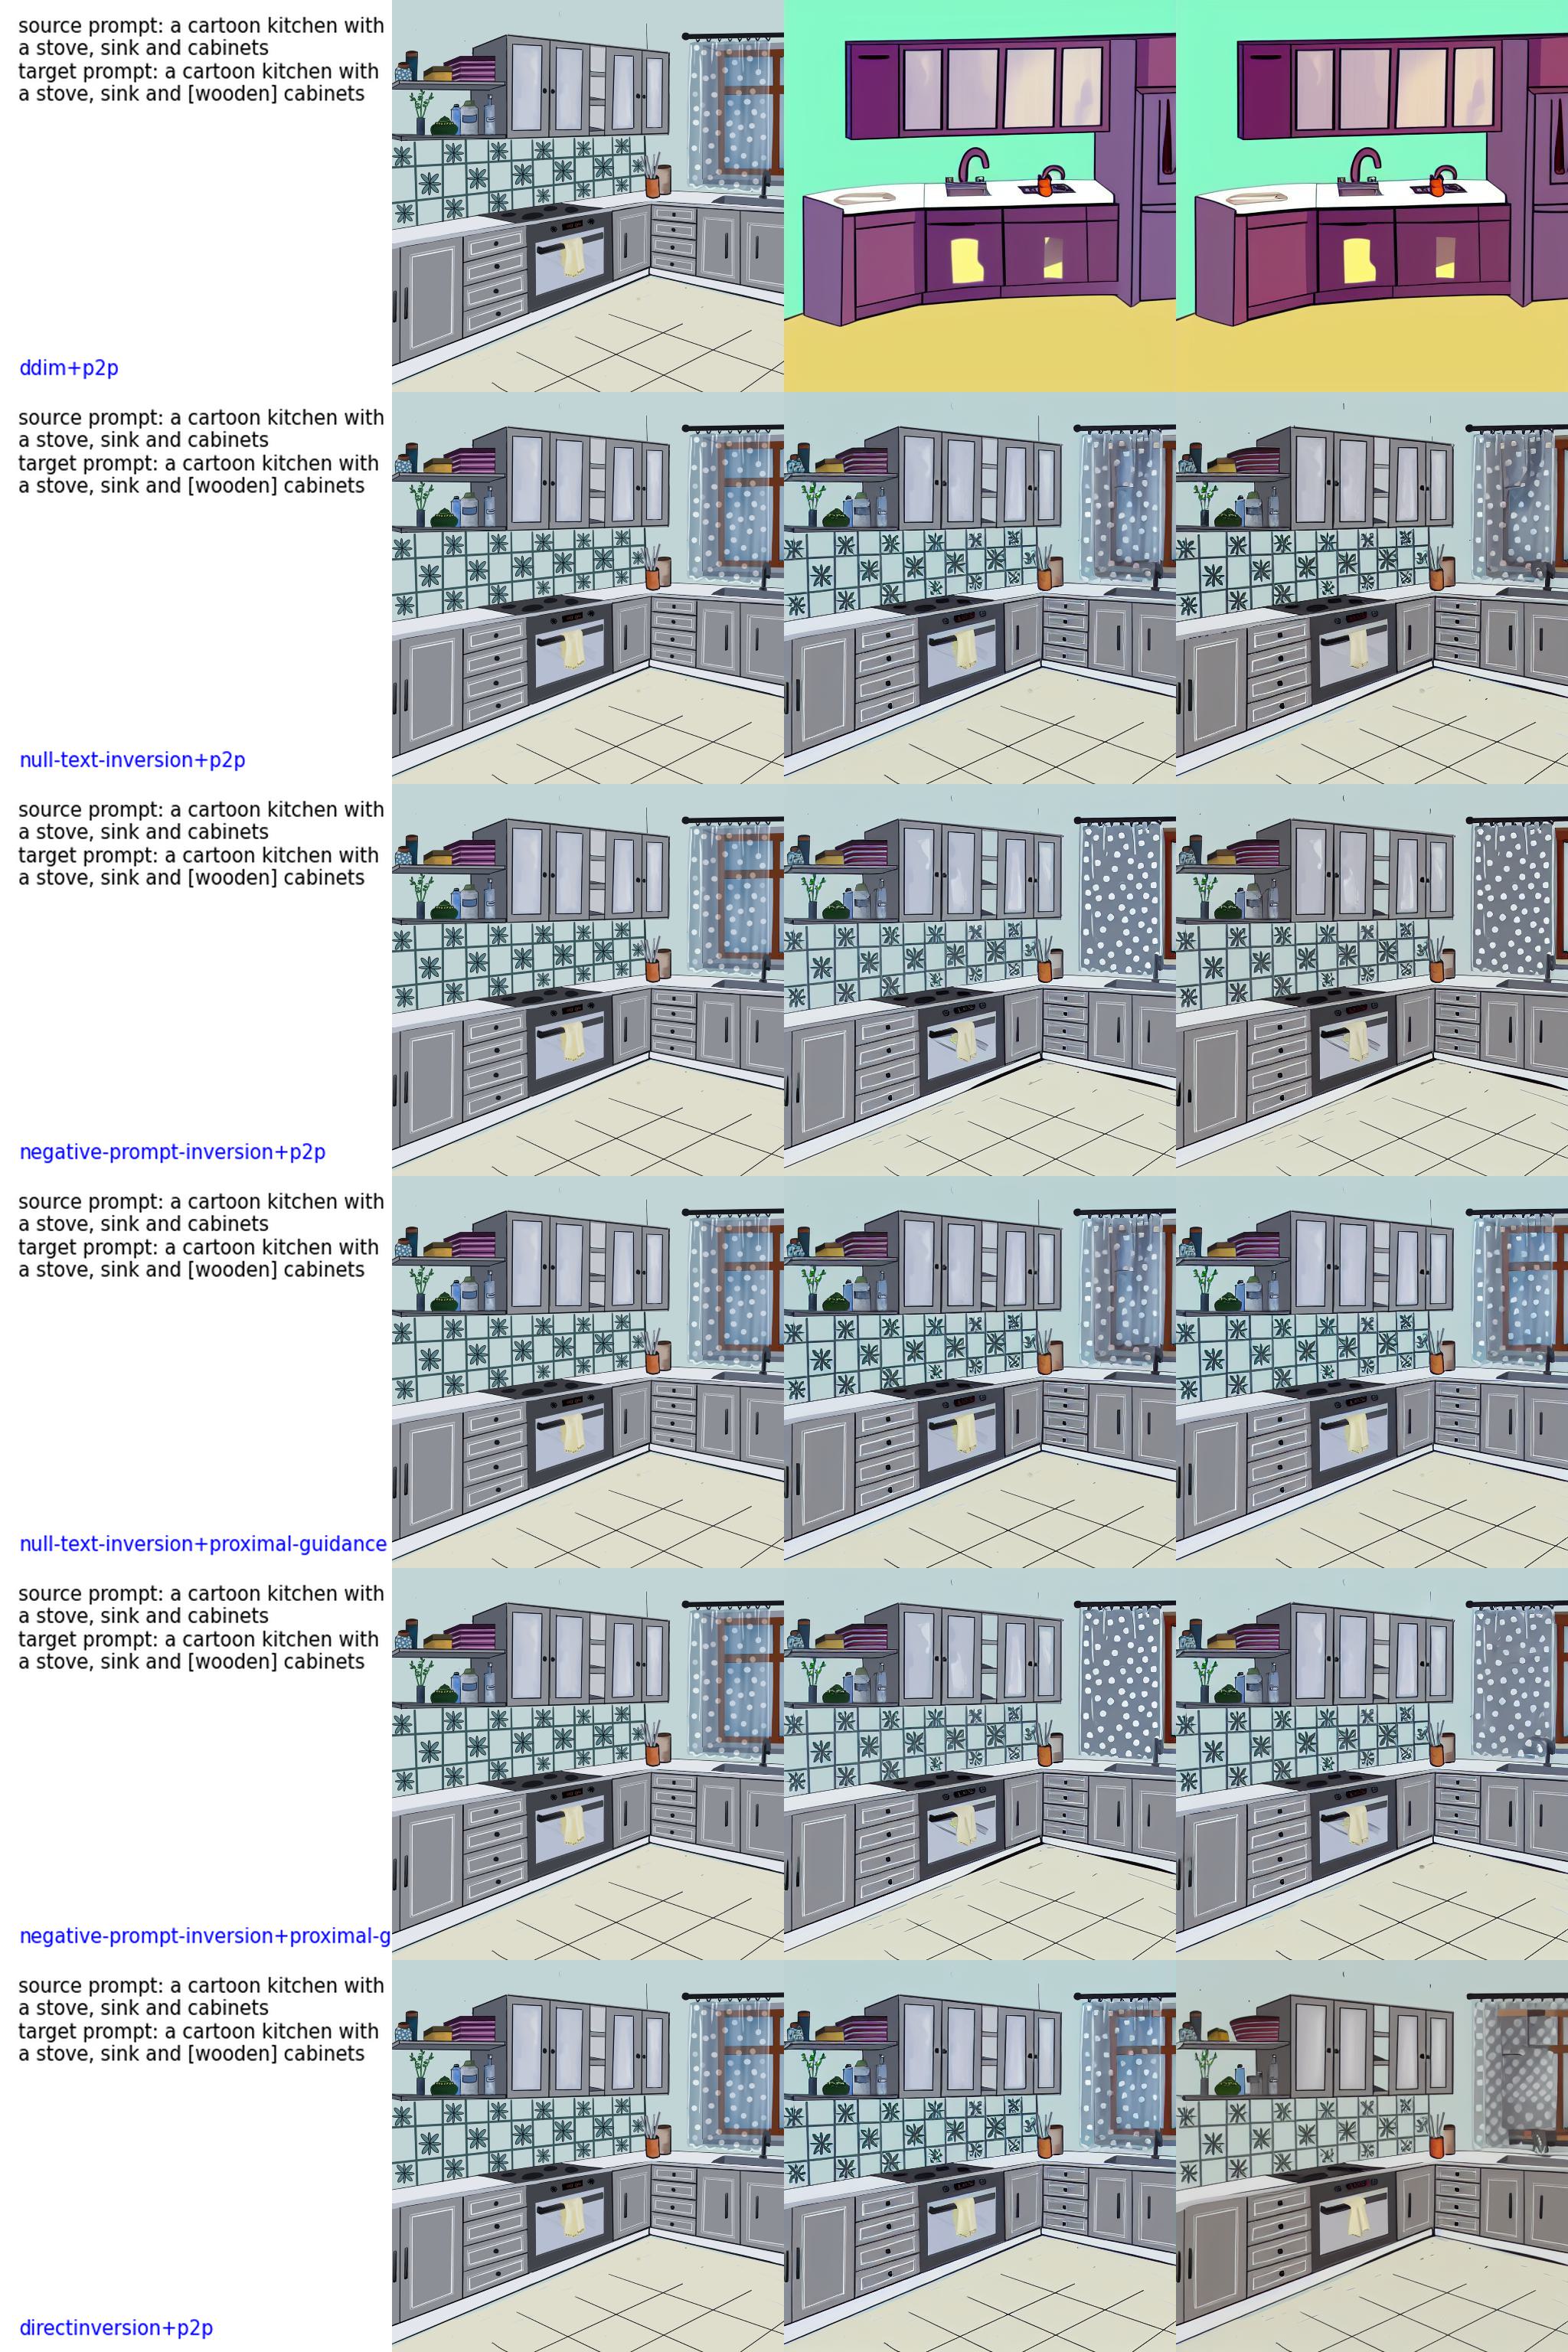 source prompt: a cartoon kitchen with
a stove, sink and cabinets
target prompt: a cartoon kitchen with
a stove, sink and [wooden] cabinets
ddim+p2p
source prompt: a cartoon kitchen with
a stove, sink and cabinets
target prompt: a cartoon kitchen with
a stove, sink and [wooden] cabinets
null-text-inversion+p2p
source prompt: a cartoon kitchen with
a stove, sink and cabinets
target prompt: a cartoon kitchen with
a stove, sink and [wooden] cabinets
negative-prompt-inversion+p2p
source prompt: a cartoon kitchen with
a stove, sink and cabinets
target prompt: a cartoon kitchen with
a stove, sink and [wooden] cabinets
null-text-inversion+proximal-guidance
source prompt: a cartoon kitchen with
a stove, sink and cabinets
target prompt: a cartoon kitchen with
a stove, sink and [wooden] cabinets
negative-prompt-inversion+proximal-g
source prompt: a cartoon kitchen with
a stove, sink and cabinets
target prompt: a cartoon kitchen with
a stove, sink and [wooden] cabinets
directinversion+p2p